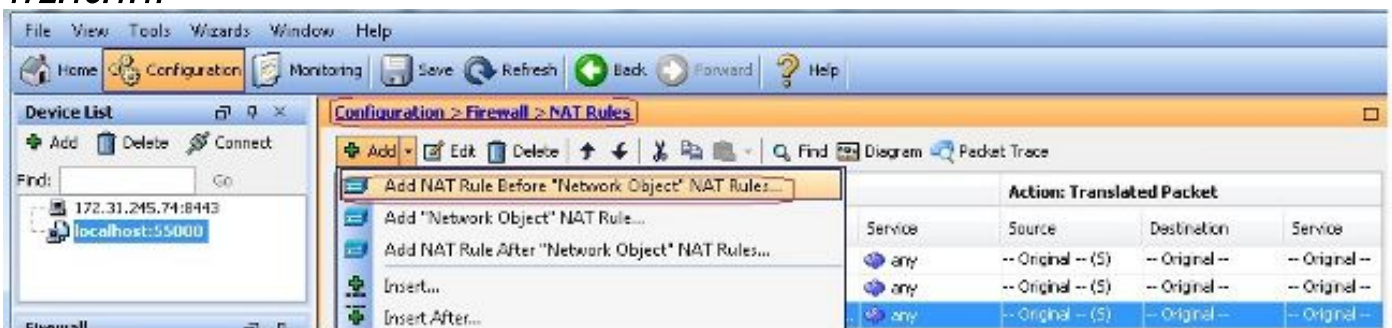 File View Tools Wizards Window Help
Home Configuration Monitoring Save Refresh Back Forward Help
Device List
Add Delete Connect
Find: Go
172.31.245.74:8443
localhost:55000
Configuration > Firewall > NAT Rules
Add Edit Delete Find Diagram Packet Trace
Add NAT Rule Before "Network Object" NAT Rules...
Add "Network Object" NAT Rule...
Add NAT Rule After "Network Object" NAT Rules...
Insert...
Insert After...
Action: Translated Packet
Service Source Destination Service
any -- Original -- (S) -- Original -- -- Original --
any -- Original -- (S) -- Original -- -- Original --
any -- Original -- (S) -- Original -- -- Original --